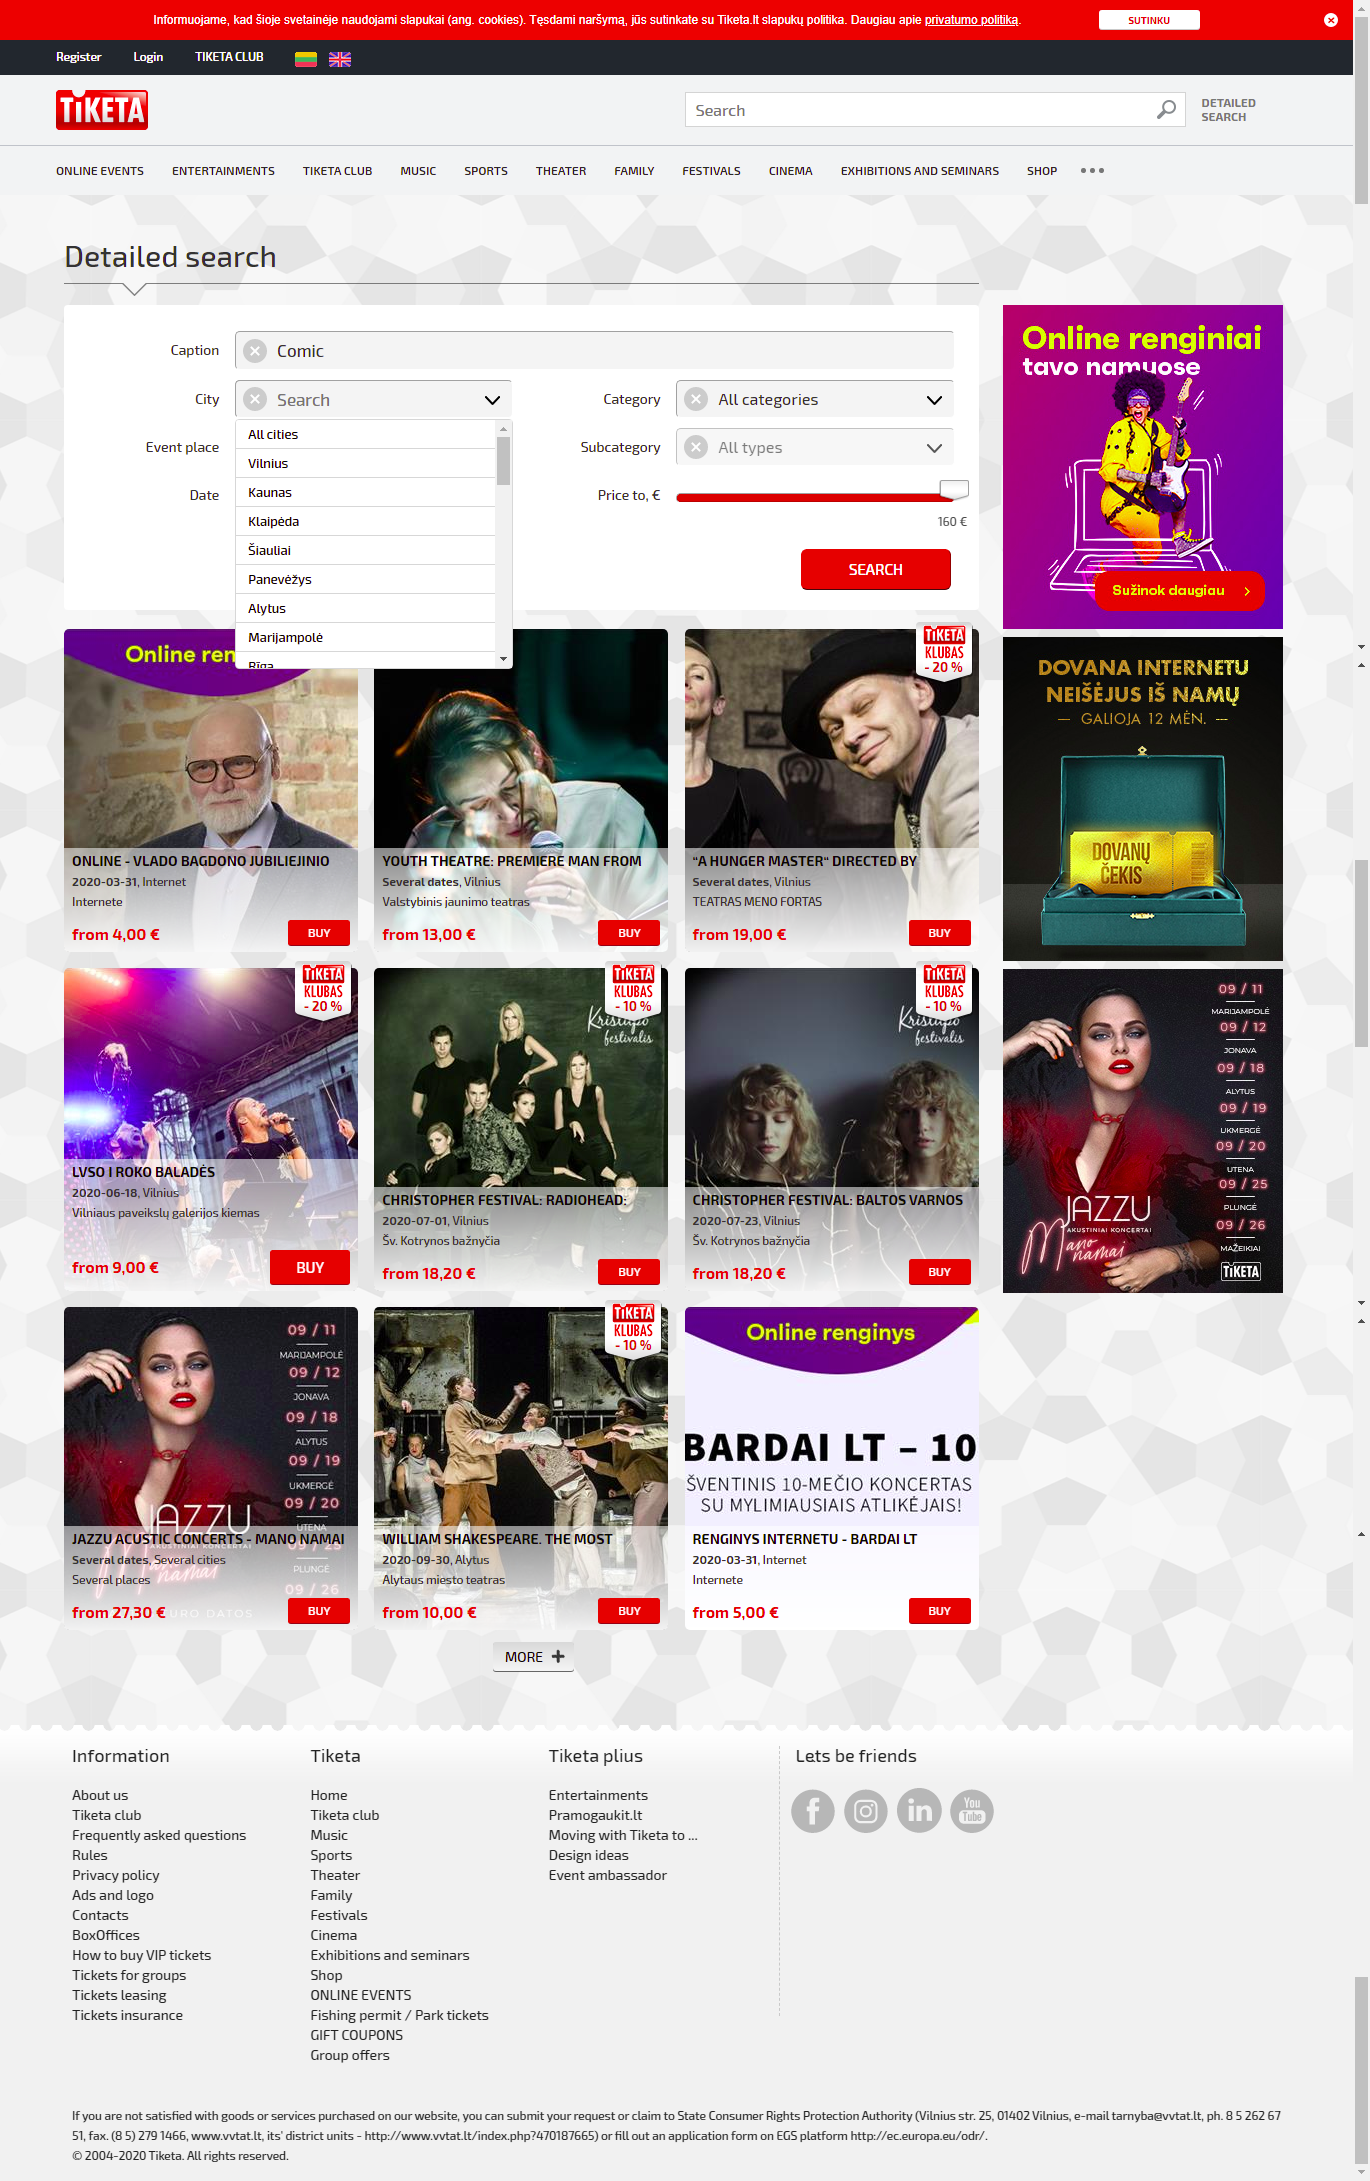 Informuojame, kad šioje svetainėje naudojami slapukai (ang. cookies). Tęsdami naršymą, jūs sutinkate su Tiketa.lt slapukų politika. Daugiau apie privatumo politiką.
SUTINKU
Register
Login
TIKETA CLUB
TiKETA
Search
DETAILED
SEARCH
ONLINE EVENTS
ENTERTAINMENTS
TIKETA CLUB
MUSIC
SPORTS
THEATER
FAMILY
FESTIVALS
CINEMA
EXHIBITIONS AND SEMINARS
SHOP
Detailed search
Caption
Comic
City
Search
Category
All categories
Event place
Subcategory
All types
Date
Price to, €
160 €
SEARCH
All cities
Vilnius
Kaunas
Klaipėda
Šiauliai
Panevėžys
Alytus
Marijampolė
Rīga
Online renginiai
tavo namuose
Sužinok daugiau
DOVANA INTERNETU
NEIŠĖJUS IŠ NAMŲ
— GALIOJA 12 MĖN. —
DOVANŲ
ČEKIS
09 / 11
MARIJAMPOLĖ
09 / 12
JONAVA
09 / 18
ALYTUS
09 / 19
UKMERGĖ
09 / 20
UTENA
09 / 25
PLUNGĖ
09 / 26
MAŽEIKIAI
JAZZU
AKUSTINIAI KONCERTAI
Mano namai
TiKETA
Online ren
ONLINE - VLADO BAGDONO JUBILIEJINIO
2020-03-31, Internet
Internete
from 4,00 €
BUY
YOUTH THEATRE: PREMIERE MAN FROM
Several dates, Vilnius
Valstybinis jaunimo teatras
from 13,00 €
BUY
TiKETA
KLUBAS
- 20 %
"A HUNGER MASTER" DIRECTED BY
Several dates, Vilnius
TEATRAS MENO FORTAS
from 19,00 €
BUY
TiKETA
KLUBAS
- 20 %
LVSO I ROKO BALADĖS
2020-06-18, Vilnius
Vilniaus paveikslų galerijos kiemas
from 9,00 €
BUY
TiKETA
KLUBAS
- 10 %
Kristupo
festivalis
CHRISTOPHER FESTIVAL: RADIOHEAD:
2020-07-01, Vilnius
Šv. Kotrynos bažnyčia
from 18,20 €
BUY
TiKETA
KLUBAS
- 10 %
Kristupo
festivalis
CHRISTOPHER FESTIVAL: BALTOS VARNOS
2020-07-23, Vilnius
Šv. Kotrynos bažnyčia
from 18,20 €
BUY
09 / 11
MARIJAMPOLĖ
09 / 12
JONAVA
09 / 18
ALYTUS
09 / 19
UKMERGĖ
09 / 20
UTENA
09 / 25
PLUNGĖ
09 / 26
JAZZU
JAZZU ACUSTIC CONCERTS - MANO NAMAI
Several dates, Several cities
Several places
from 27,30 €
BUY
TiKETA
KLUBAS
- 10 %
WILLIAM SHAKESPEARE. THE MOST
2020-09-30, Alytus
Alytaus miesto teatras
from 10,00 €
BUY
Online renginys
BARDAI LT – 10
ŠVENTINIS 10-MEČIO KONCERTAS
SU MYLIMIAUSIAIS ATLIKĖJAIS!
RENGINYS INTERNETU - BARDAI LT
2020-03-31, Internet
Internete
from 5,00 €
BUY
MORE
Information
About us
Tiketa club
Frequently asked questions
Rules
Privacy policy
Ads and logo
Contacts
BoxOffices
How to buy VIP tickets
Tickets for groups
Tickets leasing
Tickets insurance
Tiketa
Home
Tiketa club
Music
Sports
Theater
Family
Festivals
Cinema
Exhibitions and seminars
Shop
ONLINE EVENTS
Fishing permit / Park tickets
GIFT COUPONS
Group offers
Tiketa plius
Entertainments
Pramogaukit.lt
Moving with Tiketa to ...
Design ideas
Event ambassador
Lets be friends
You
Tube
If you are not satisfied with goods or services purchased on our website, you can submit your request or claim to State Consumer Rights Protection Authority (Vilnius str. 25, 01402 Vilnius, e-mail tarnyba@vvtat.lt, ph. 8 5 262 67
51, fax. (8 5) 279 1466, www.vvtat.lt, its' district units - http://www.vvtat.lt/index.php?470187665) or fill out an application form on EGS platform http://ec.europa.eu/odr/.
© 2004-2020 Tiketa. All rights reserved.